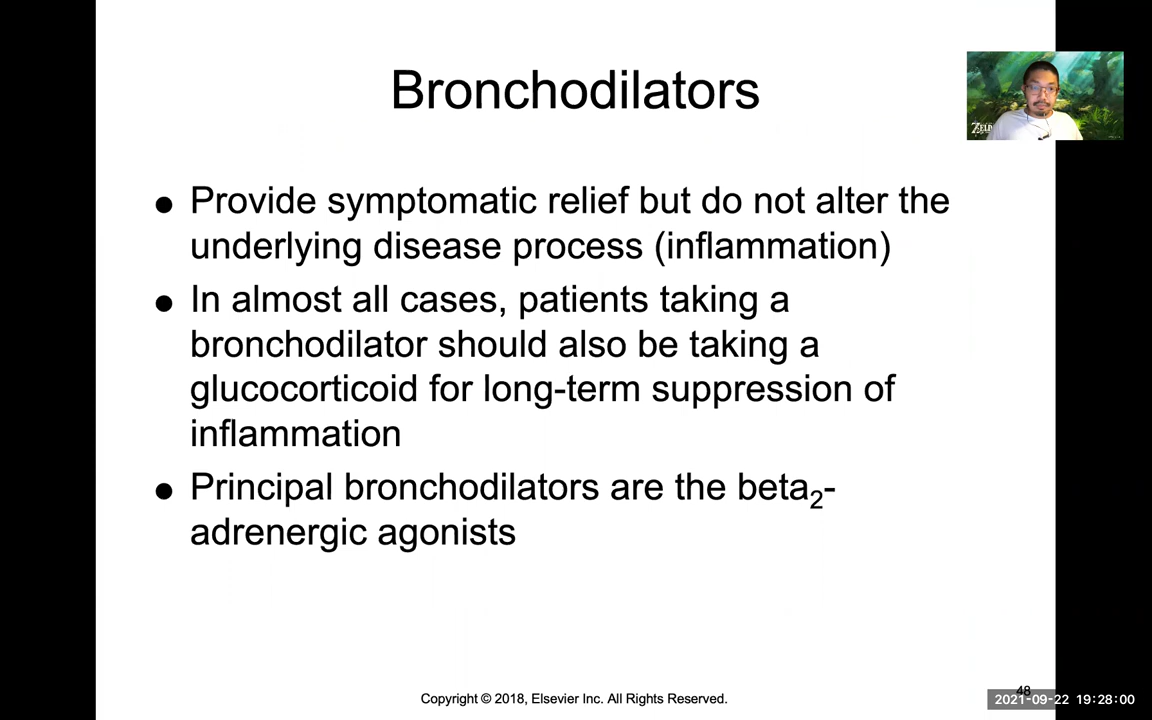 Bronchodilators
● Provide symptomatic relief but do not alter the
underlying disease process (inflammation)
● In almost all cases, patients taking a
bronchodilator should also be taking a
glucocorticoid for long-term suppression of
inflammation
● Principal bronchodilators are the beta₂-
adrenergic agonists
Copyright © 2018, Elsevier Inc. All Rights Reserved.
48
2021-09-22 19:28:00